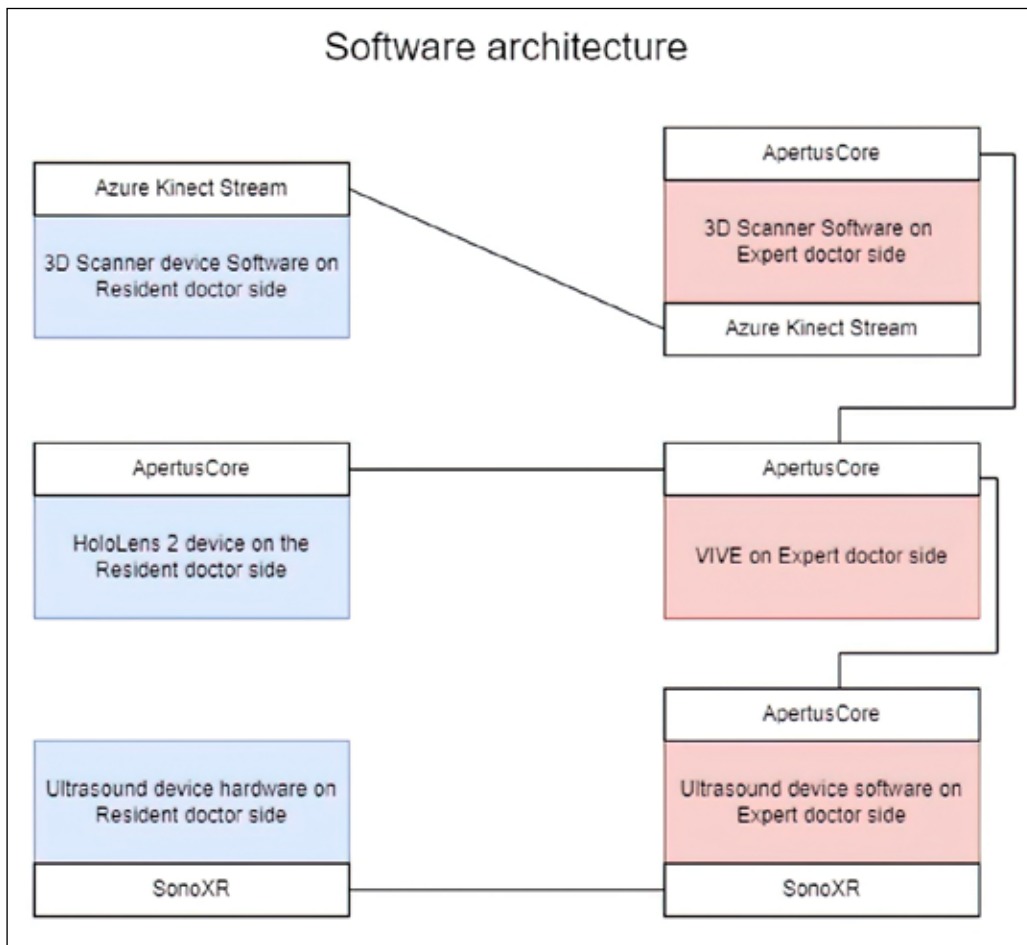 Software architecture
Azure Kinect Stream
3D Scanner device Software on
Resident doctor side
ApertusCore
3D Scanner Software on
Expert doctor side
Azure Kinect Stream
ApertusCore
HoloLens 2 device on the
Resident doctor side
ApertusCore
VIVE on Expert doctor side
Ultrasound device hardware on
Resident doctor side
SonoXR
ApertusCore
Ultrasound device software on
Expert doctor side
SonoXR